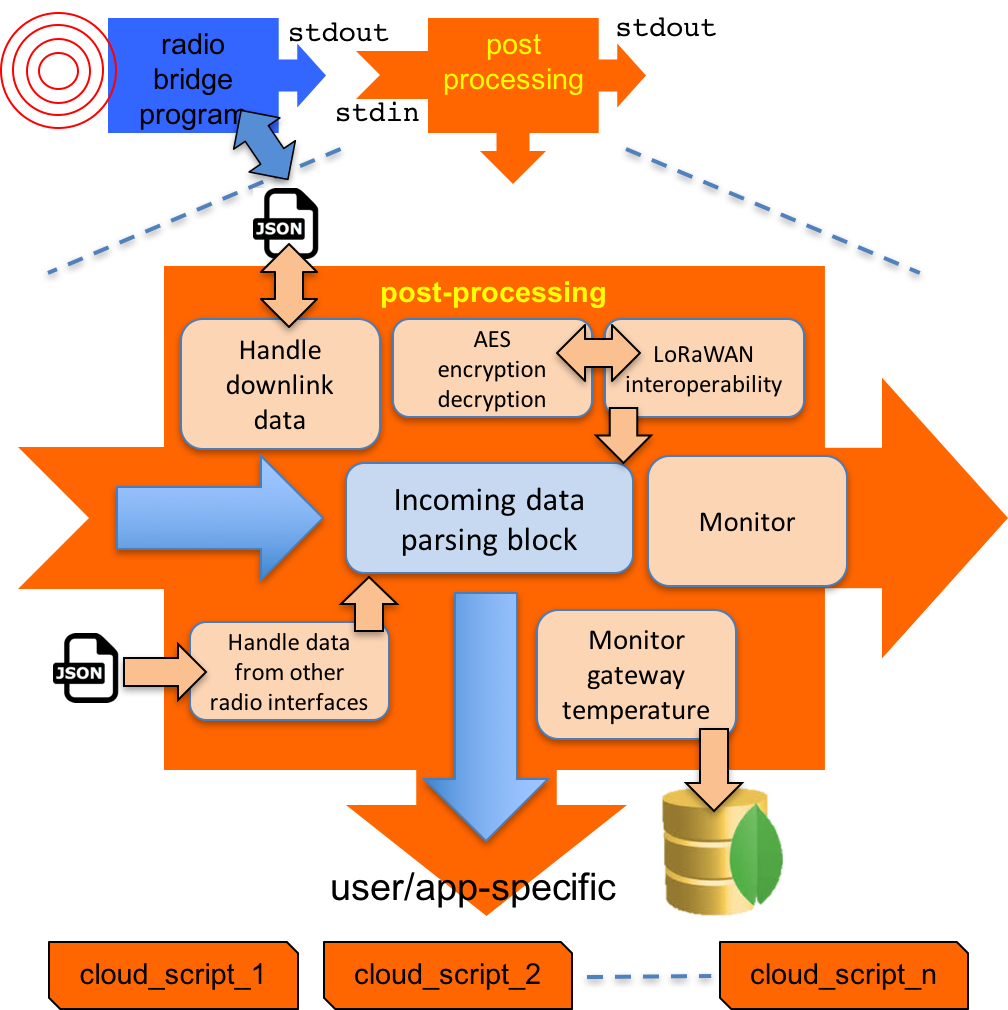 radio
bridge
program
stdout
stdin
post
processing
stdout
JSON
post-processing
Handle
downlink
data
AES
encryption
decryption
LoRaWAN
interoperability
Incoming data
parsing block
Monitor
JSON
Handle data
from other
radio interfaces
Monitor
gateway
temperature
user/app-specific
cloud_script_1
cloud_script_2
cloud_script_n